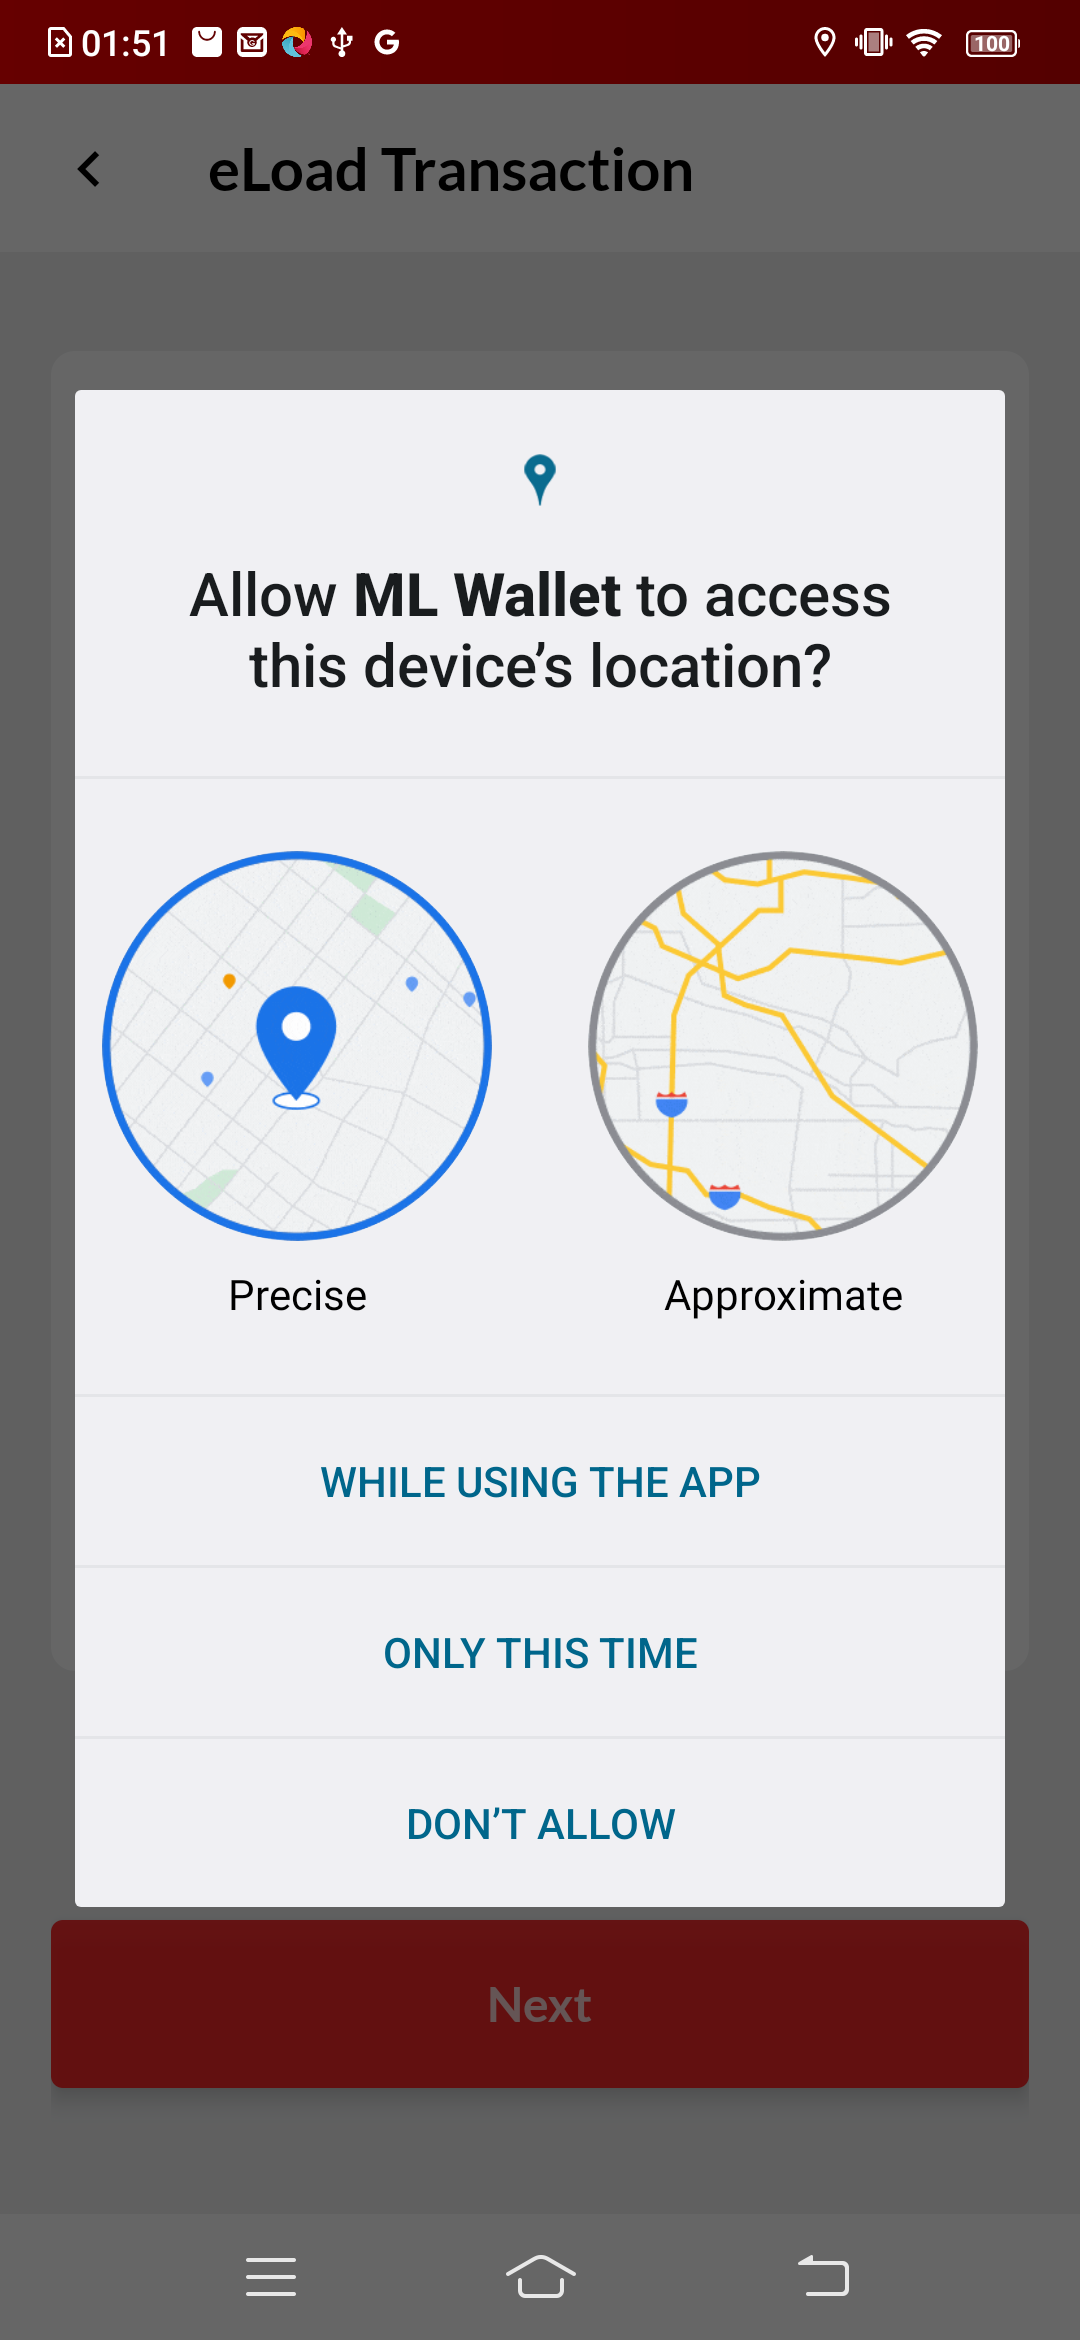 01:51
100
eLoad Transaction
Allow ML Wallet to access
this device’s location?
Precise
Approximate
WHILE USING THE APP
ONLY THIS TIME
DON’T ALLOW
Next